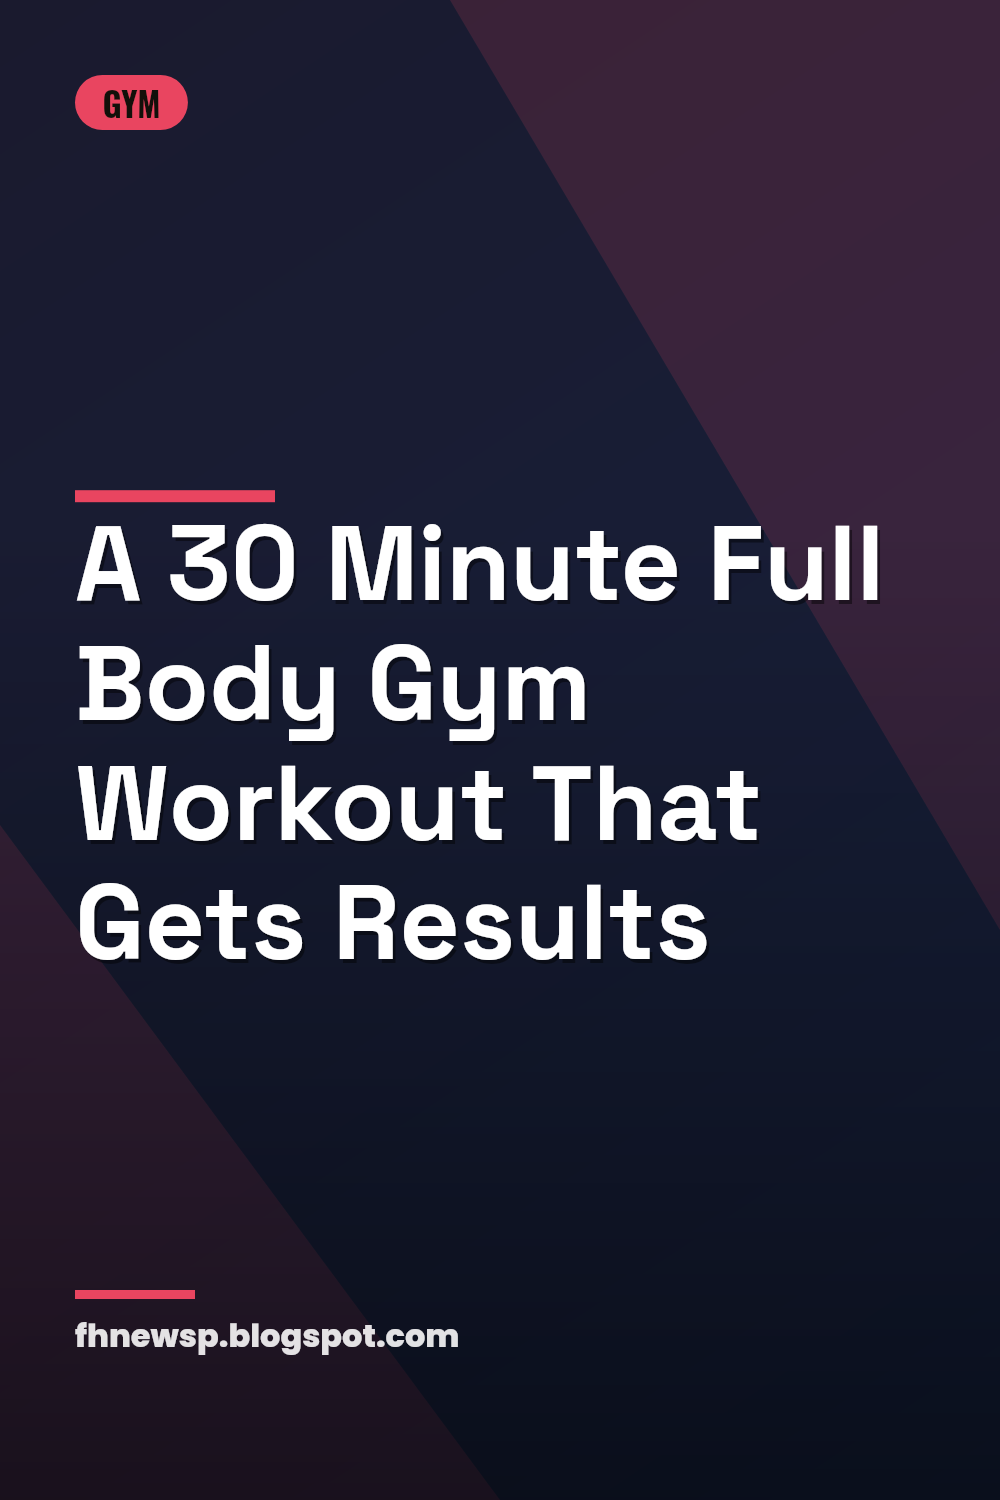 GYM
A 30 Minute Full
Body Gym
Workout That
Gets Results
fhnewsp.blogspot.com